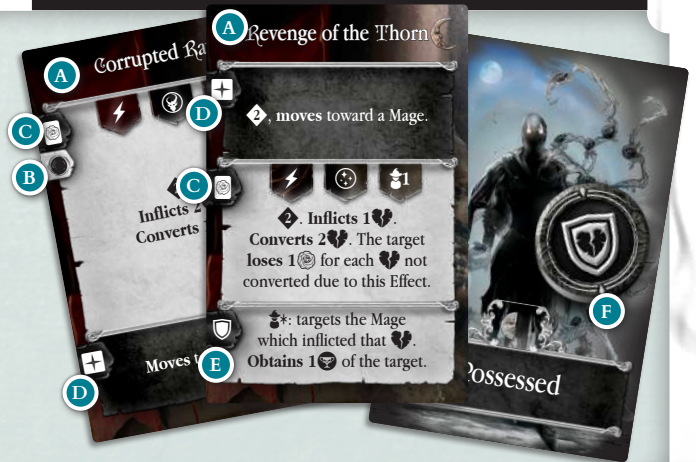 A
Corrupted
C
B
2
Inflicts 2
Converts
D
Moves
A
Revenge of the Thorn
D
2, moves toward a Mage.
C
1
2. Inflicts 1.
Converts 2. The target
loses 1 for each not
converted due to this Effect.
E
*: targets the Mage
which inflicted that.
Obtains 1 of the target.
F
Possessed